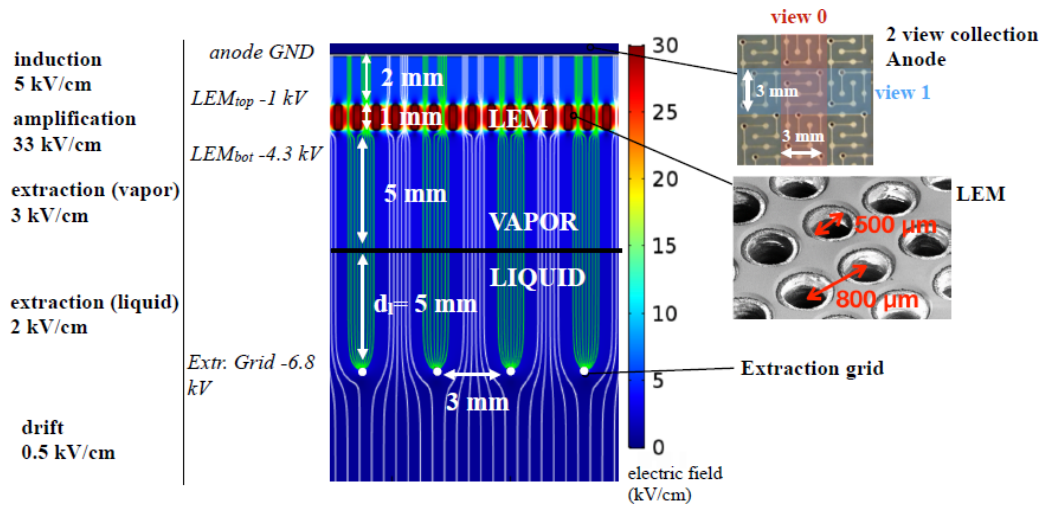 induction
5 kV/cm
amplification
33 kV/cm
extraction (vapor)
3 kV/cm
extraction (liquid)
2 kV/cm
drift
0.5 kV/cm
anode GND
LEMtop -1 kV
LEMbot -4.3 kV
Extr. Grid -6.8
kV
2 mm
1 mm
LEM
5 mm
VAPOR
LIQUID
dl= 5 mm
3 mm
30
25
20
15
10
5
0
electric field
(kV/cm)
view 0
2 view collection
Anode
view 1
3 mm
3 mm
LEM
500 μm
800 μm
Extraction grid